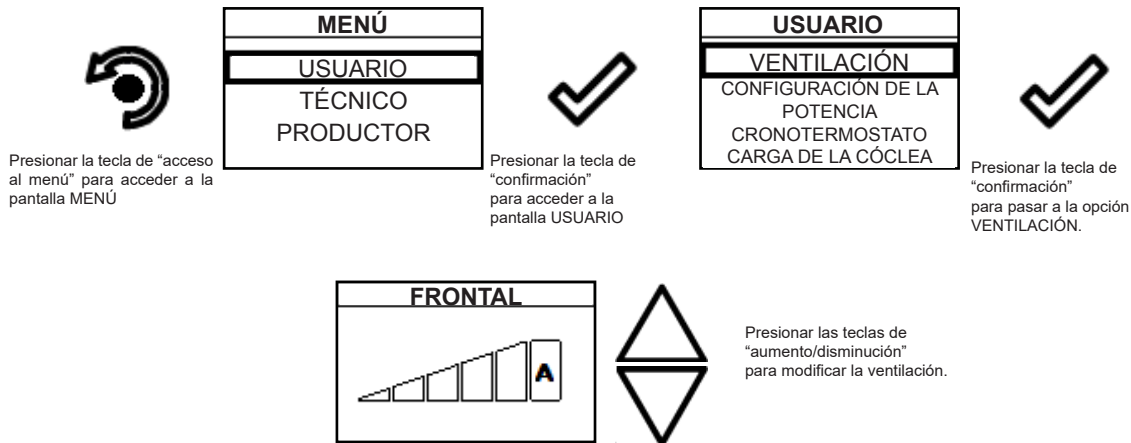 MENÚ
USUARIO
TÉCNICO
PRODUCTOR
Presionar la tecla de “acceso
al menú” para acceder a la
pantalla MENÚ
Presionar la tecla de
“confirmación”
para acceder a la
pantalla USUARIO
USUARIO
VENTILACIÓN
CONFIGURACIÓN DE LA
POTENCIA
CRONOTERMOSTATO
CARGA DE LA CÓCLEA
Presionar la tecla de
“confirmación”
para pasar a la opción
VENTILACIÓN.
FRONTAL
A
Presionar las teclas de
“aumento/disminución”
para modificar la ventilación.